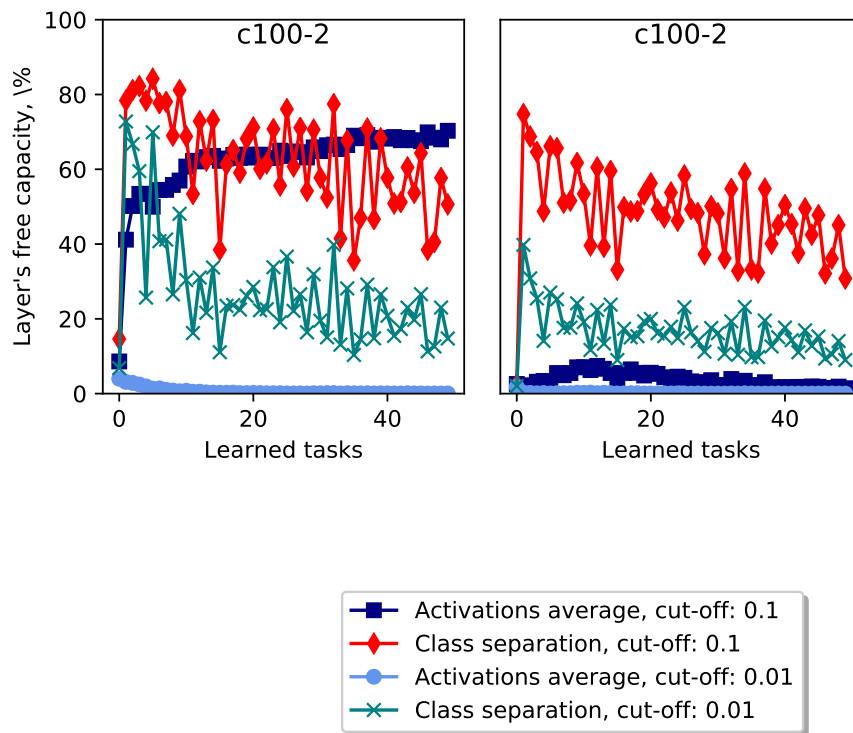 c100-2
c100-2
100
80
60
40
20
0
Layer's free capacity, \%
0
20
40
Learned tasks
0
20
40
Learned tasks
Activations average, cut-off: 0.1
Class separation, cut-off: 0.1
Activations average, cut-off: 0.01
Class separation, cut-off: 0.01